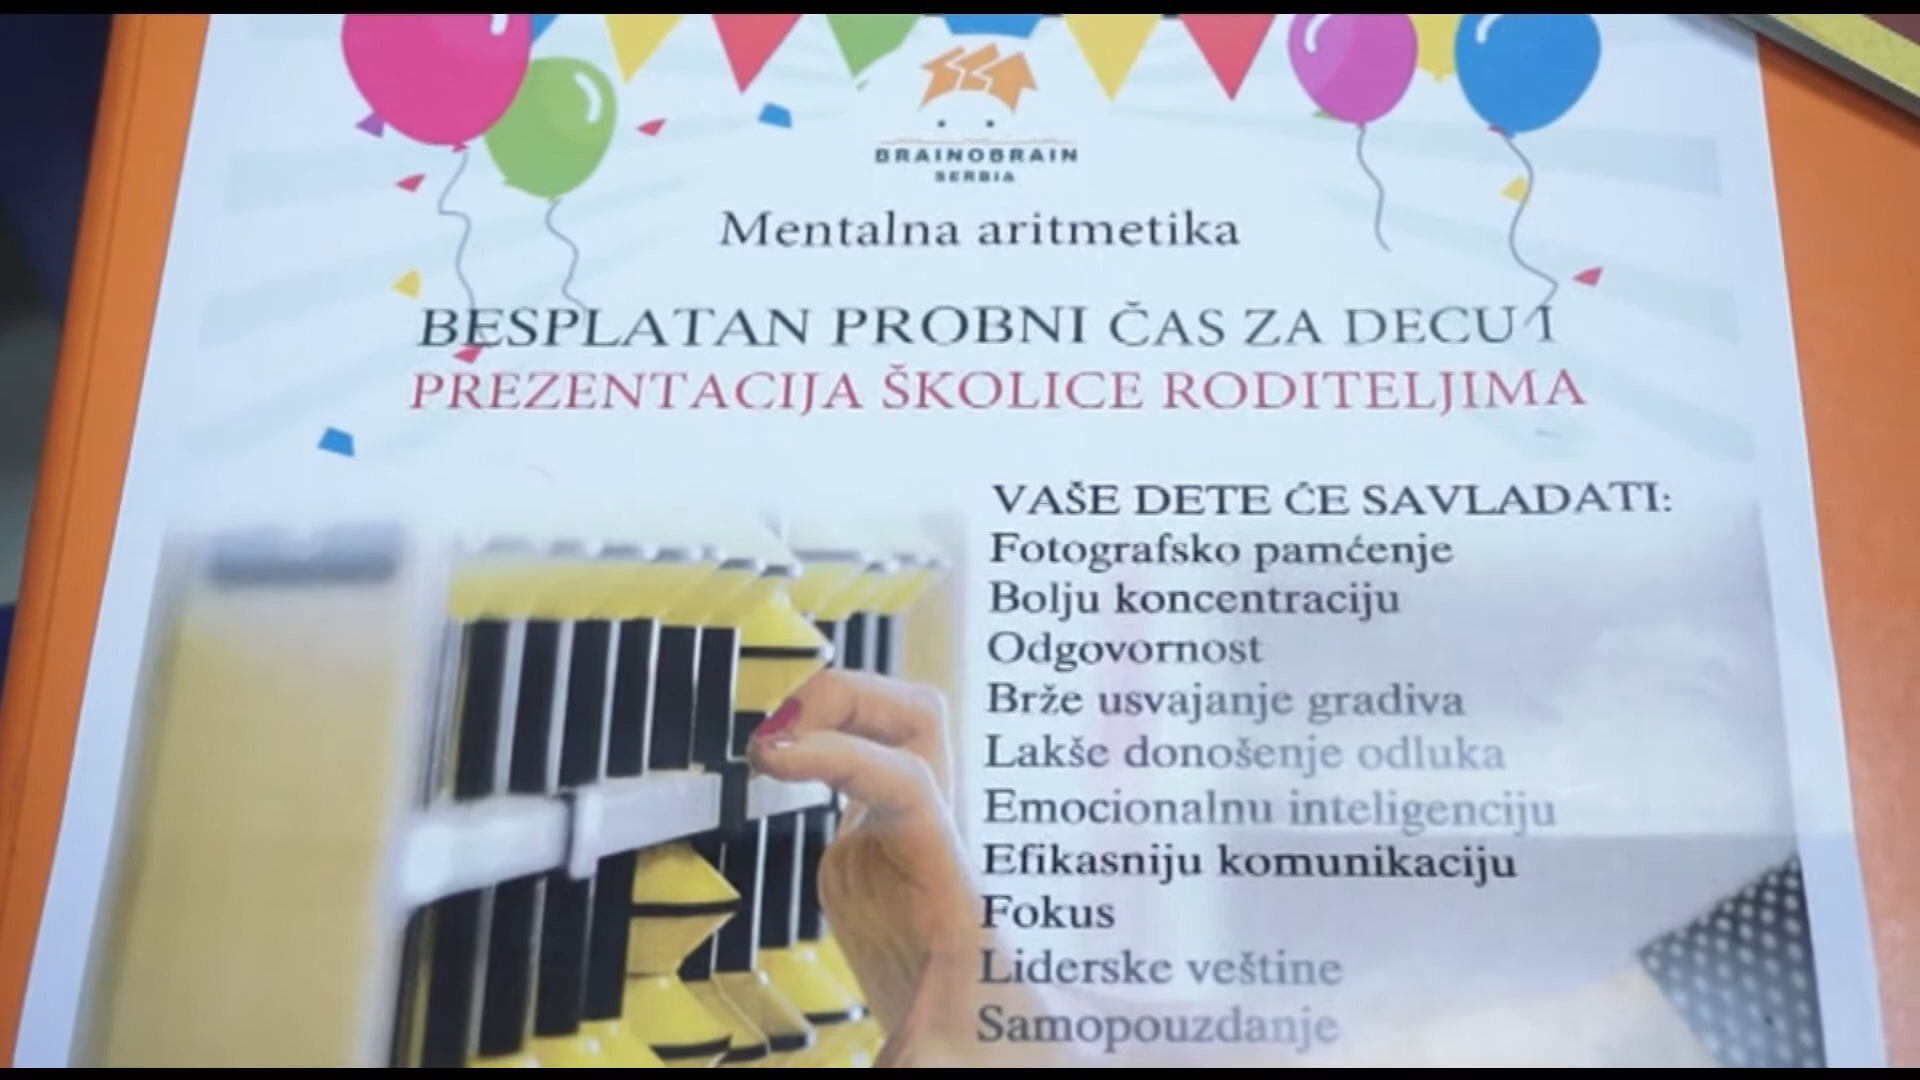 BRAINOBRAIN
SERBIA
Mentalna aritmetika
BESPLATAN PROBNI ČAS ZA DECU I
PREZENTACIJA ŠKOLICE RODITELJIMA
VAŠE DETE ĆE SAVLADATI:
Fotografsko pamćenje
Bolju koncentraciju
Odgovornost
Brže usvajanje gradiva
Lakše donošenje odluka
Emocionalnu inteligenciju
Efikasniju komunikaciju
Fokus
Liderske veštine
Samopouzdanje